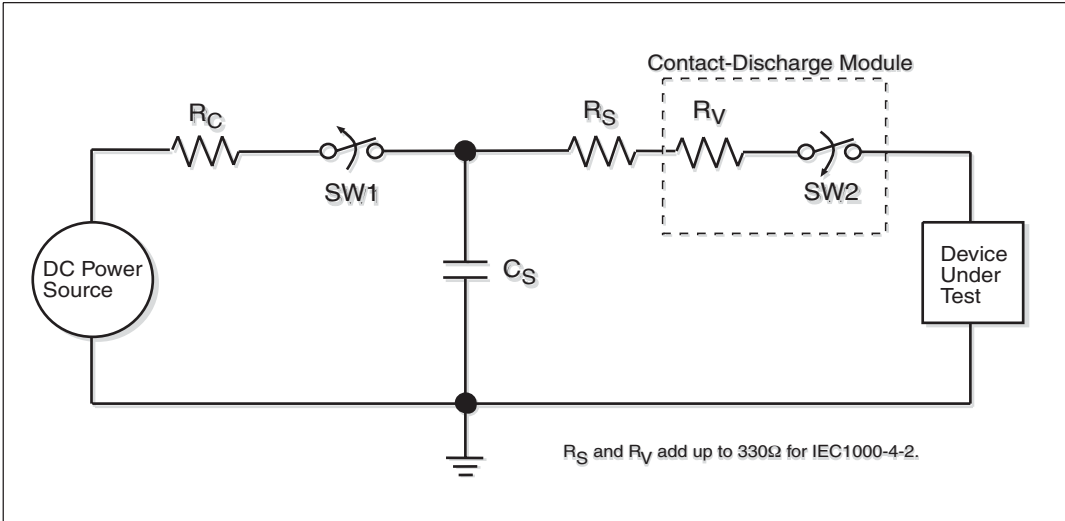 Contact-Discharge Module
RC
RS
RV
SW1
SW2
DC Power
Source
CS
Device
Under
Test
RS and RV add up to 330Ω for IEC1000-4-2.